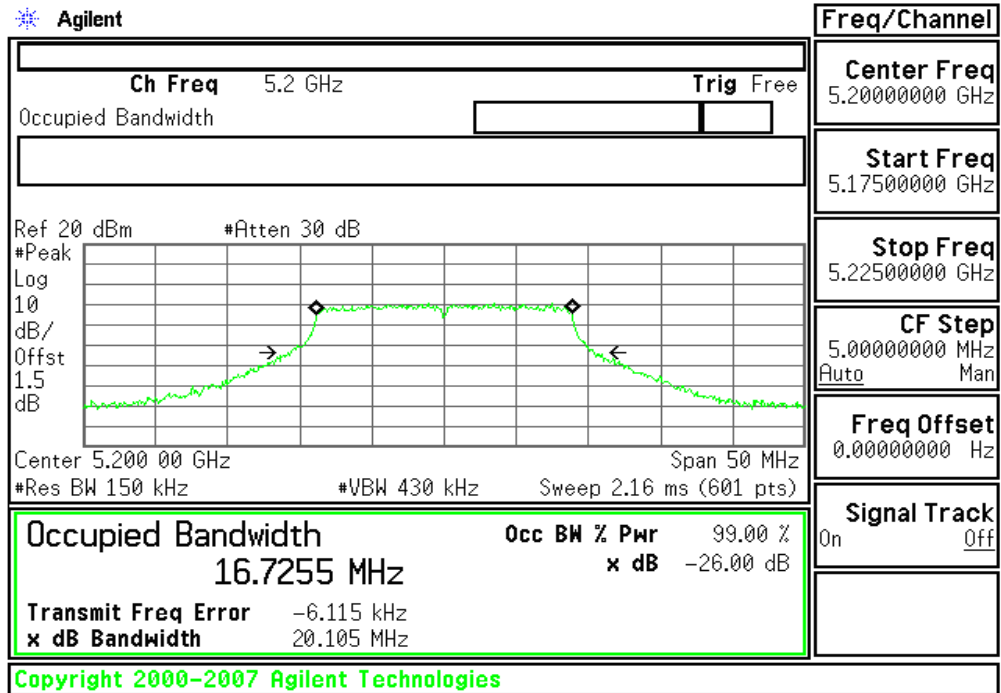 Agilent
Freq/Channel
Ch Freq 5.2 GHz Trig Free
Occupied Bandwidth
Center Freq
5.20000000 GHz
Start Freq
5.17500000 GHz
Stop Freq
5.22500000 GHz
CF Step
5.00000000 MHz
Auto Man
Freq Offset
0.00000000 Hz
Signal Track
On Off
Ref 20 dBm #Atten 30 dB
#Peak
Log
10
dB/
Offst
1.5
dB
Center 5.200 00 GHz Span 50 MHz
#Res BW 150 kHz #VBW 430 kHz Sweep 2.16 ms (601 pts)
Occupied Bandwidth
16.7255 MHz
Occ BW % Pwr 99.00 %
x dB -26.00 dB
Transmit Freq Error -6.115 kHz
x dB Bandwidth 20.105 MHz
Copyright 2000-2007 Agilent Technologies